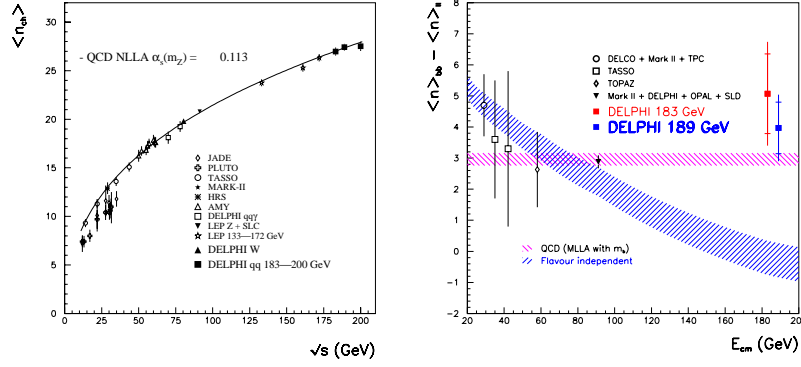 <n_ch>
30
25
20
15
10
5
0
- QCD NLLA α_s(m_Z) = 0.113
JADE
PLUTO
TASSO
MARK-II
HRS
AMY
DELPHI qqγ
LEP Z + SLC
LEP 133—172 GeV
DELPHI W
DELPHI qq 183—200 GeV
0 25 50 75 100 125 150 175 200
√s (GeV)
8
7
6
5
4
3
2
1
0
−1
−2
DELCO + Mark II + TPC
TASSO
TOPAZ
Mark II + DELPHI + OPAL + SLD
DELPHI 183 GeV
DELPHI 189 GeV
QCD (MLLA with m
Flavour independent
20 40 60 80 100 120 140 160 180 200
E_cm (GeV)